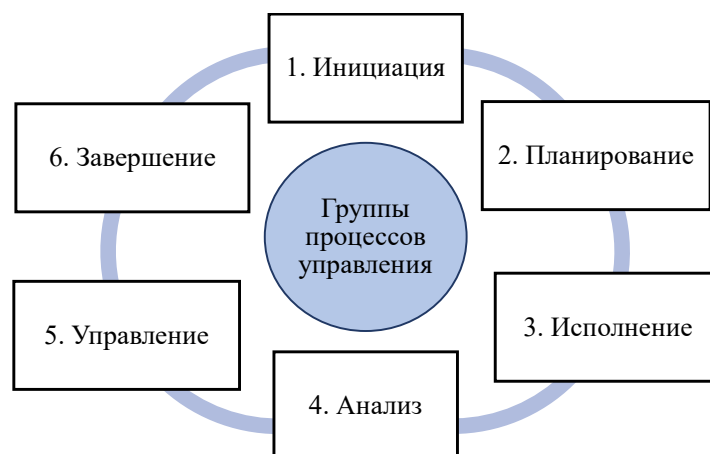 1. Инициация
2. Планирование
3. Исполнение
4. Анализ
5. Управление
6. Завершение
Группы
процессов
управления